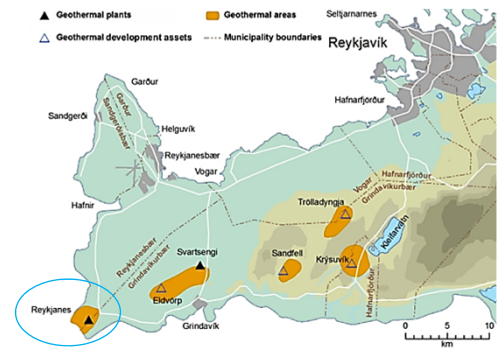 Geothermal plants
Geothermal areas
Geothermal development assets
Municipality boundaries
Seltjarnarnes
Reykjavík
Hafnarfjörður
Garður
Garður
Sandgerðisbær
Sandgerði
Helguvík
Reykjanesbær
Vogar
Hafnir
Vogar
Hafnarfjörður
Grindavíkurbær
Trölladyngja
Kleifarvatn
Reykjanesbær
Grindavíkurbær
Svartsengi
Sandfell
Krýsuvík
Hafnarfjörður
Eldvörp
Reykjanes
Grindavík
0 5 10
km